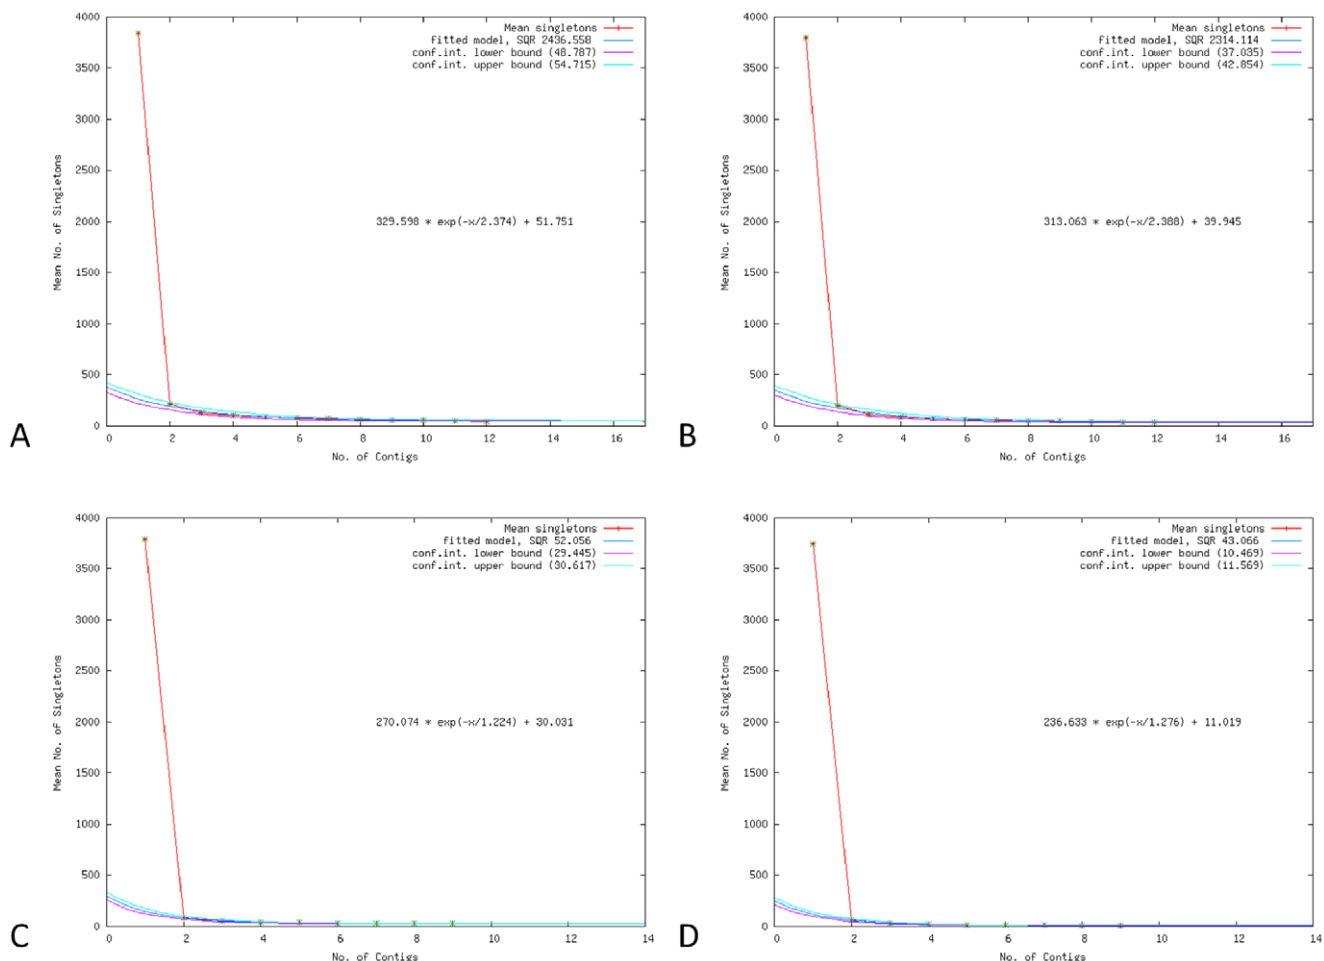 4000
3500
3000
2500
2000
1500
1000
500
0
Mean No. of Singletons
Mean singletons
fitted model, SQR 2436.558
conf.int. lower bound (48.787)
conf.int. upper bound (54.715)
329.598 * exp(-x/2.374) + 51.751
0 2 4 6 8 10 12 14 16
No. of Contigs
A
4000
3500
3000
2500
2000
1500
1000
500
0
Mean No. of Singletons
Mean singletons
fitted model, SQR 2314.114
conf.int. lower bound (37.035)
conf.int. upper bound (42.854)
313.063 * exp(-x/2.388) + 39.945
0 2 4 6 8 10 12 14 16
No. of Contigs
B
4000
3500
3000
2500
2000
1500
1000
500
0
Mean No. of Singletons
Mean singletons
fitted model, SQR 52.056
conf.int. lower bound (29.445)
conf.int. upper bound (30.617)
270.074 * exp(-x/1.224) + 30.031
0 2 4 6 8 10 12 14
No. of Contigs
C
4000
3500
3000
2500
2000
1500
1000
500
0
Mean No. of Singletons
Mean singletons
fitted model, SQR 43.066
conf.int. lower bound (10.469)
conf.int. upper bound (11.569)
236.633 * exp(-x/1.276) + 11.019
0 2 4 6 8 10 12 14
No. of Contigs
D